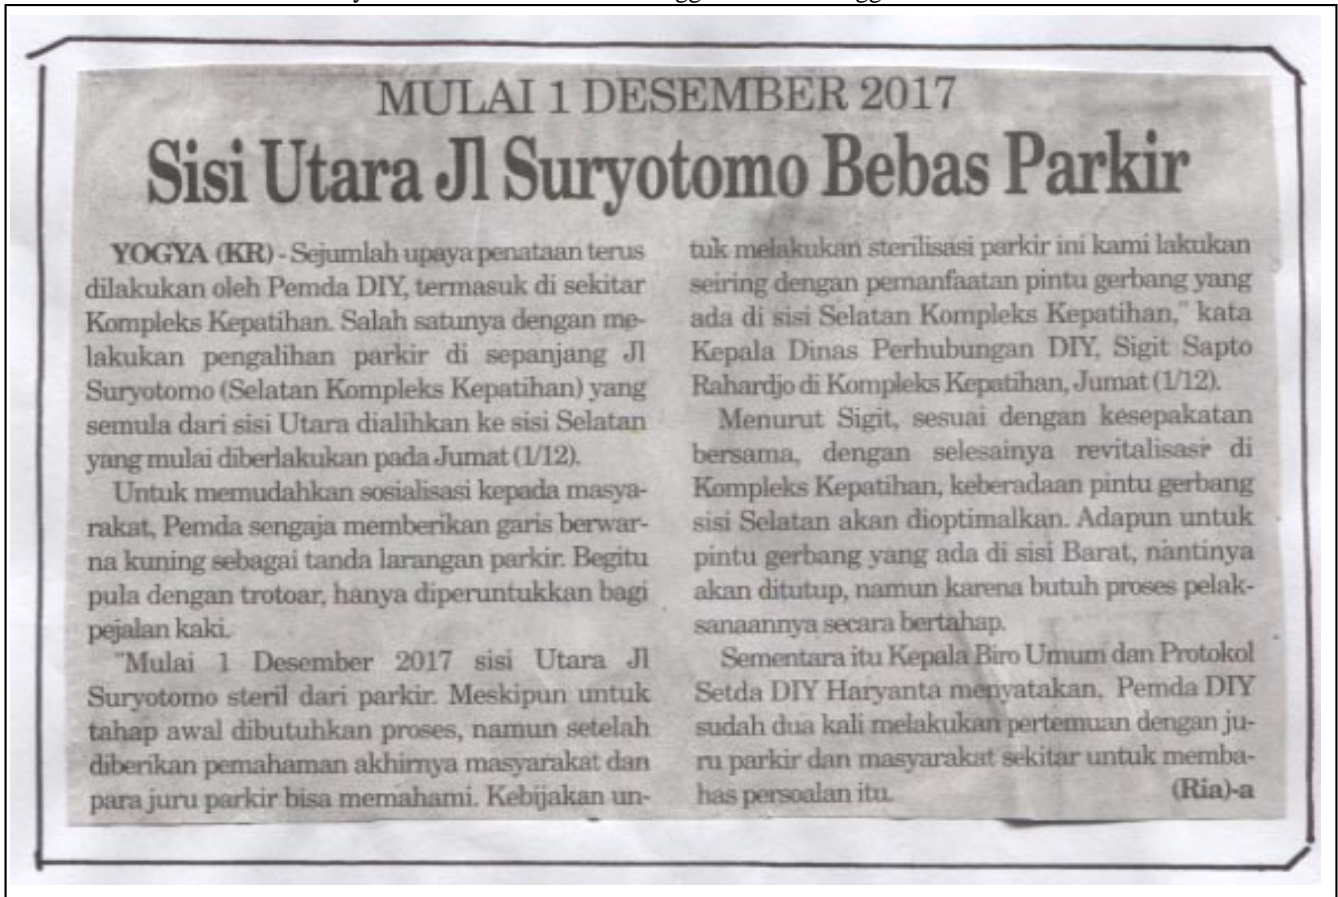 MULAI 1 DESEMBER 2017
Sisi Utara Jl Suryotomo Bebas Parkir
YOGYA (KR) - Sejumlah upaya penataan terus
dilakukan oleh Pemda DIY, termasuk di sekitar
Kompleks Kepatihan. Salah satunya dengan me-
lakukan pengalihan parkir di sepanjang Jl
Suryotomo (Selatan Kompleks Kepatihan) yang
semula dari sisi Utara dialihkan ke sisi Selatan
yang mulai diberlakukan pada Jumat (1/12).
Untuk memudahkan sosialisasi kepada masya-
rakat, Pemda sengaja memberikan garis berwar-
na kuning sebagai tanda larangan parkir. Begitu
pula dengan trotoar, hanya diperuntukkan bagi
pejalan kaki.
"Mulai 1 Desember 2017 sisi Utara Jl
Suryotomo steril dari parkir. Meskipun untuk
tahap awal dibutuhkan proses, namun setelah
diberikan pemahaman akhirnya masyarakat dan
para juru parkir bisa memahami. Kebijakan un-
tuk melakukan sterilisasi parkir ini kami lakukan
seiring dengan pemanfaatan pintu gerbang yang
ada di sisi Selatan Kompleks Kepatihan," kata
Kepala Dinas Perhubungan DIY, Sigit Sapto
Rahardjo di Kompleks Kepatihan, Jumat (1/12).
Menurut Sigit, sesuai dengan kesepakatan
bersama, dengan selesainya revitalisasi di
Kompleks Kepatihan, keberadaan pintu gerbang
sisi Selatan akan dioptimalkan. Adapun untuk
pintu gerbang yang ada di sisi Barat, nantinya
akan ditutup, namun karena butuh proses pelak-
sanaannya secara bertahap.
Sementara itu Kepala Biro Umum dan Protokol
Setda DIY Haryanta menyatakan, Pemda DIY
sudah dua kali melakukan pertemuan dengan ju-
ru parkir dan masyarakat sekitar untuk memba-
has persoalan itu. (Ria)-a